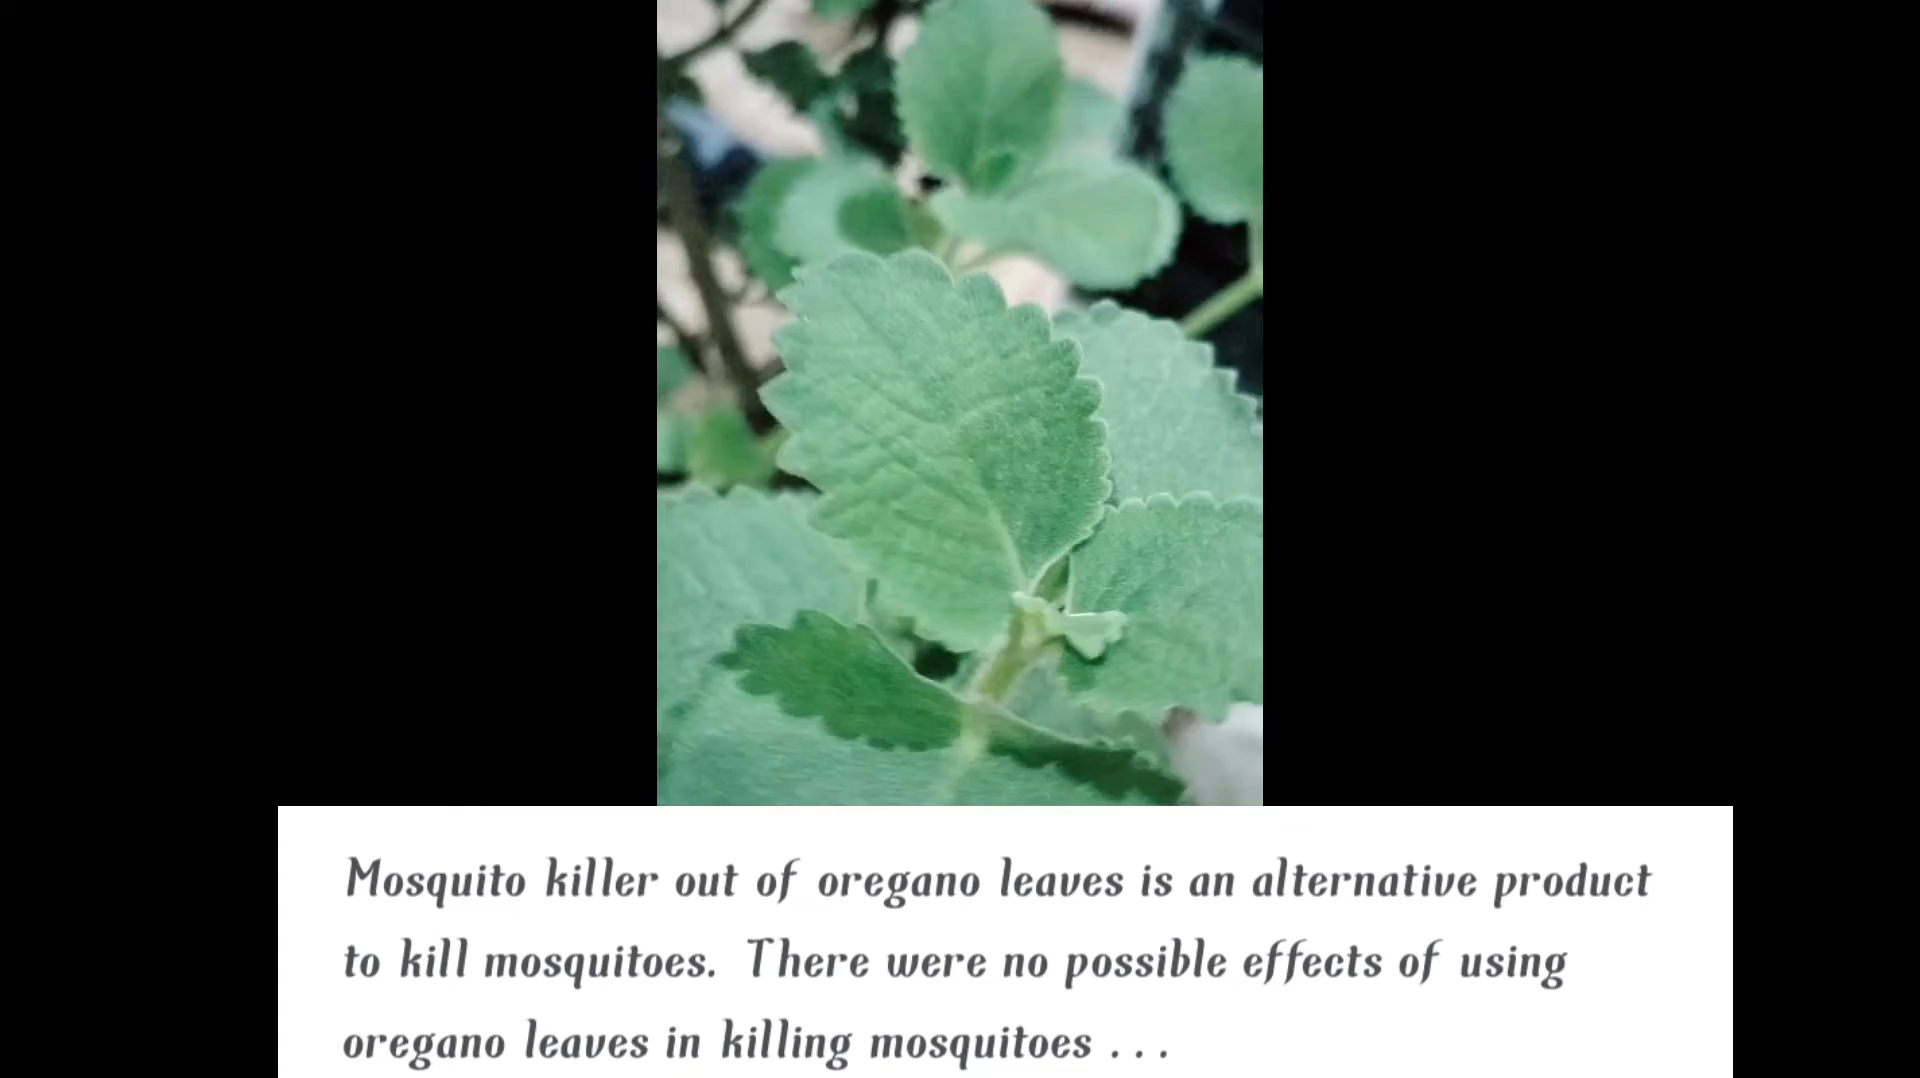 Mosquito killer out of oregano leaves is an alternative product
to kill mosquitoes. There were no possible effects of using
oregano leaves in killing mosquitoes . . .